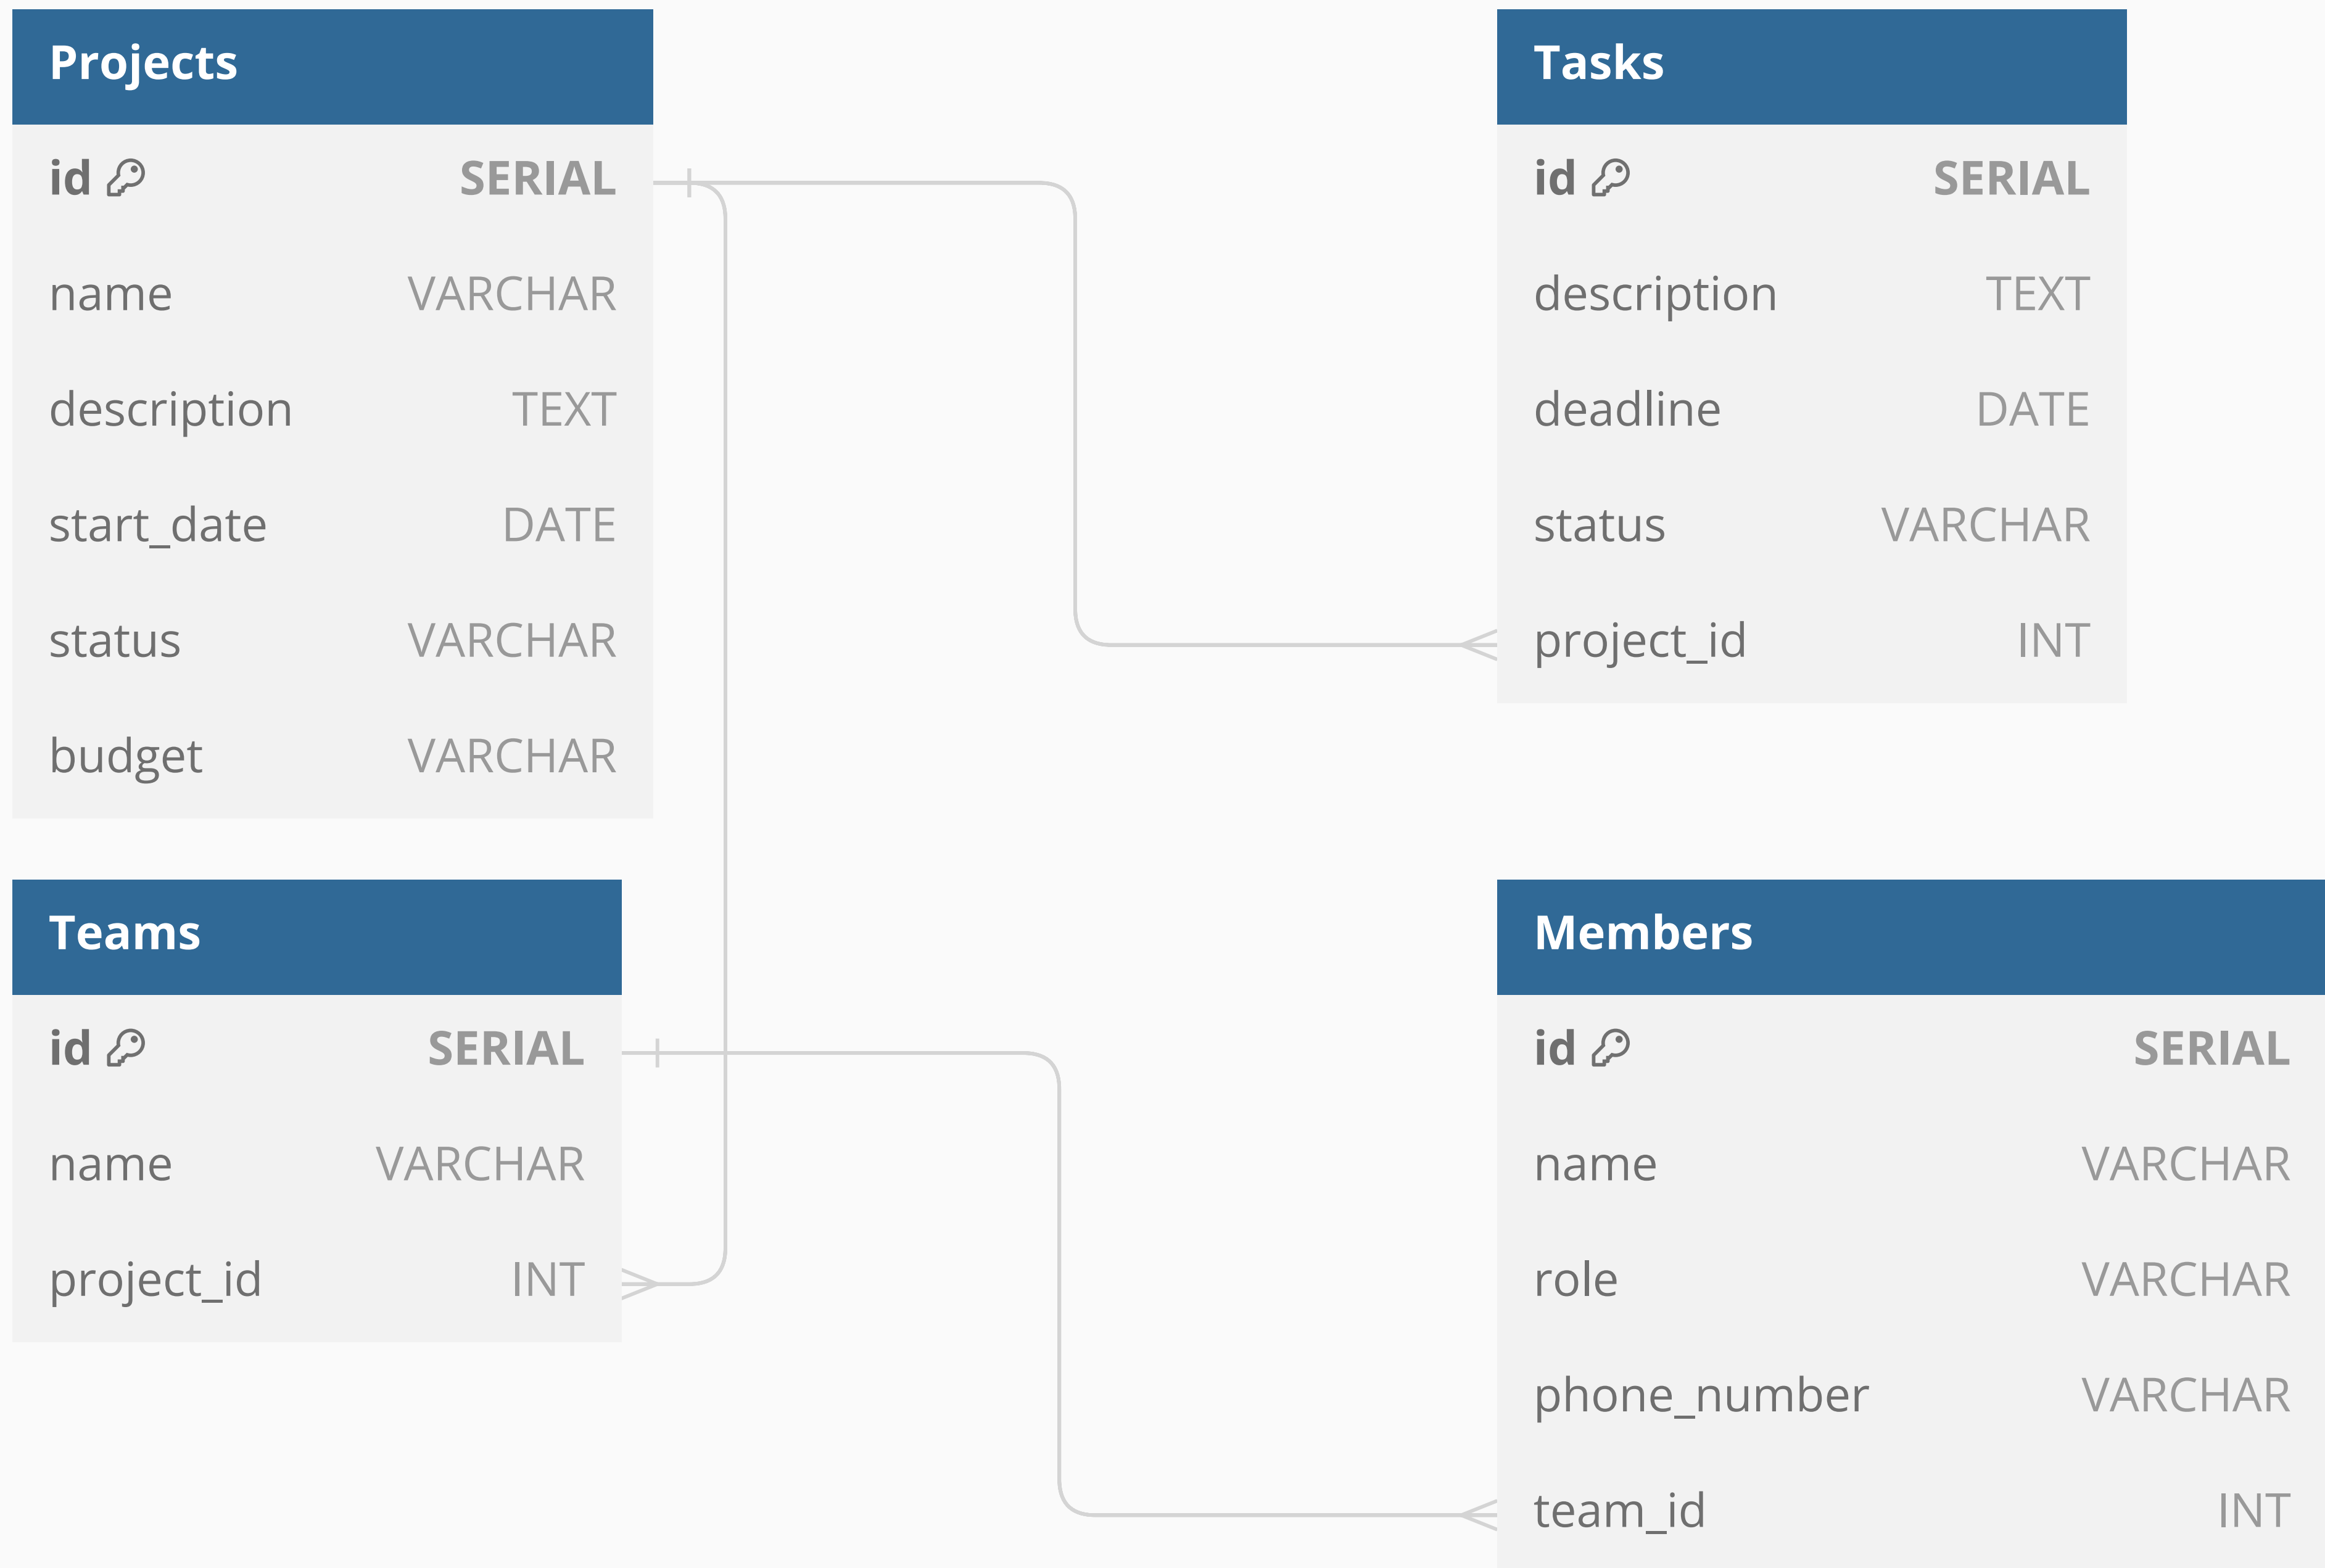 Projects
id SERIAL
name VARCHAR
description TEXT
start_date DATE
status VARCHAR
budget VARCHAR
Tasks
id SERIAL
description TEXT
deadline DATE
status VARCHAR
project_id INT
Teams
id SERIAL
name VARCHAR
project_id INT
Members
id SERIAL
name VARCHAR
role VARCHAR
phone_number VARCHAR
team_id INT